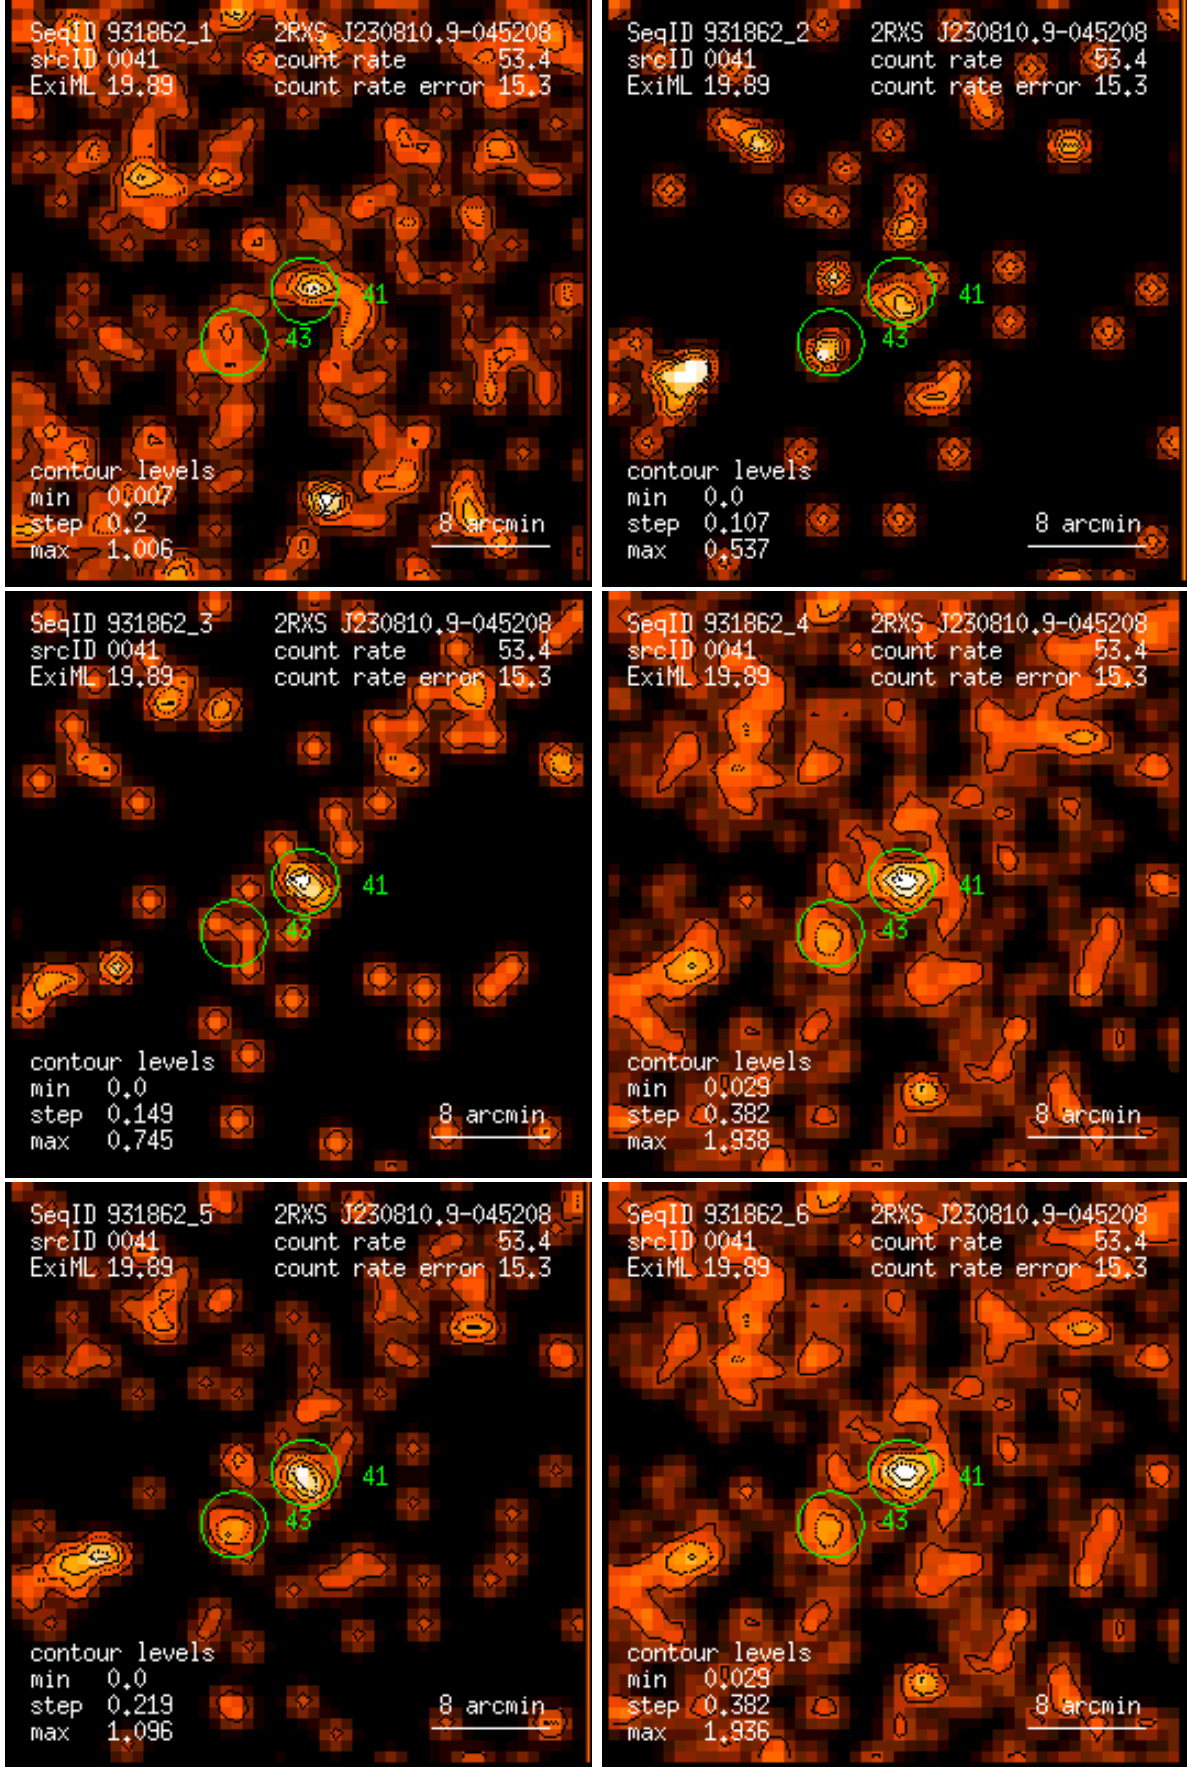 SeqID 931862_1 2RXS J230810.9-045208
srcID 0041 count rate 53.4
ExiML 19.89 count rate error 15.3
41
43
contour levels
min 0.007
step 0.2 8 arcmin
max 1.006
SeqID 931862_2 2RXS J230810.9-045208
srcID 0041 count rate 53.4
ExiML 19.89 count rate error 15.3
41
43
contour levels
min 0.0
step 0.107 8 arcmin
max 0.537
SeqID 931862_3 2RXS J230810.9-045208
srcID 0041 count rate 53.4
ExiML 19.89 count rate error 15.3
41
43
contour levels
min 0.0
step 0.149 8 arcmin
max 0.745
SeqID 931862_4 2RXS J230810.9-045208
srcID 0041 count rate 53.4
ExiML 19.89 count rate error 15.3
41
43
contour levels
min 0.029
step 0.382 8 arcmin
max 1.938
SeqID 931862_5 2RXS J230810.9-045208
srcID 0041 count rate 53.4
ExiML 19.89 count rate error 15.3
41
43
contour levels
min 0.0
step 0.219 8 arcmin
max 1.096
SeqID 931862_6 2RXS J230810.9-045208
srcID 0041 count rate 53.4
ExiML 19.89 count rate error 15.3
41
43
contour levels
min 0.029
step 0.382 8 arcmin
max 1.936